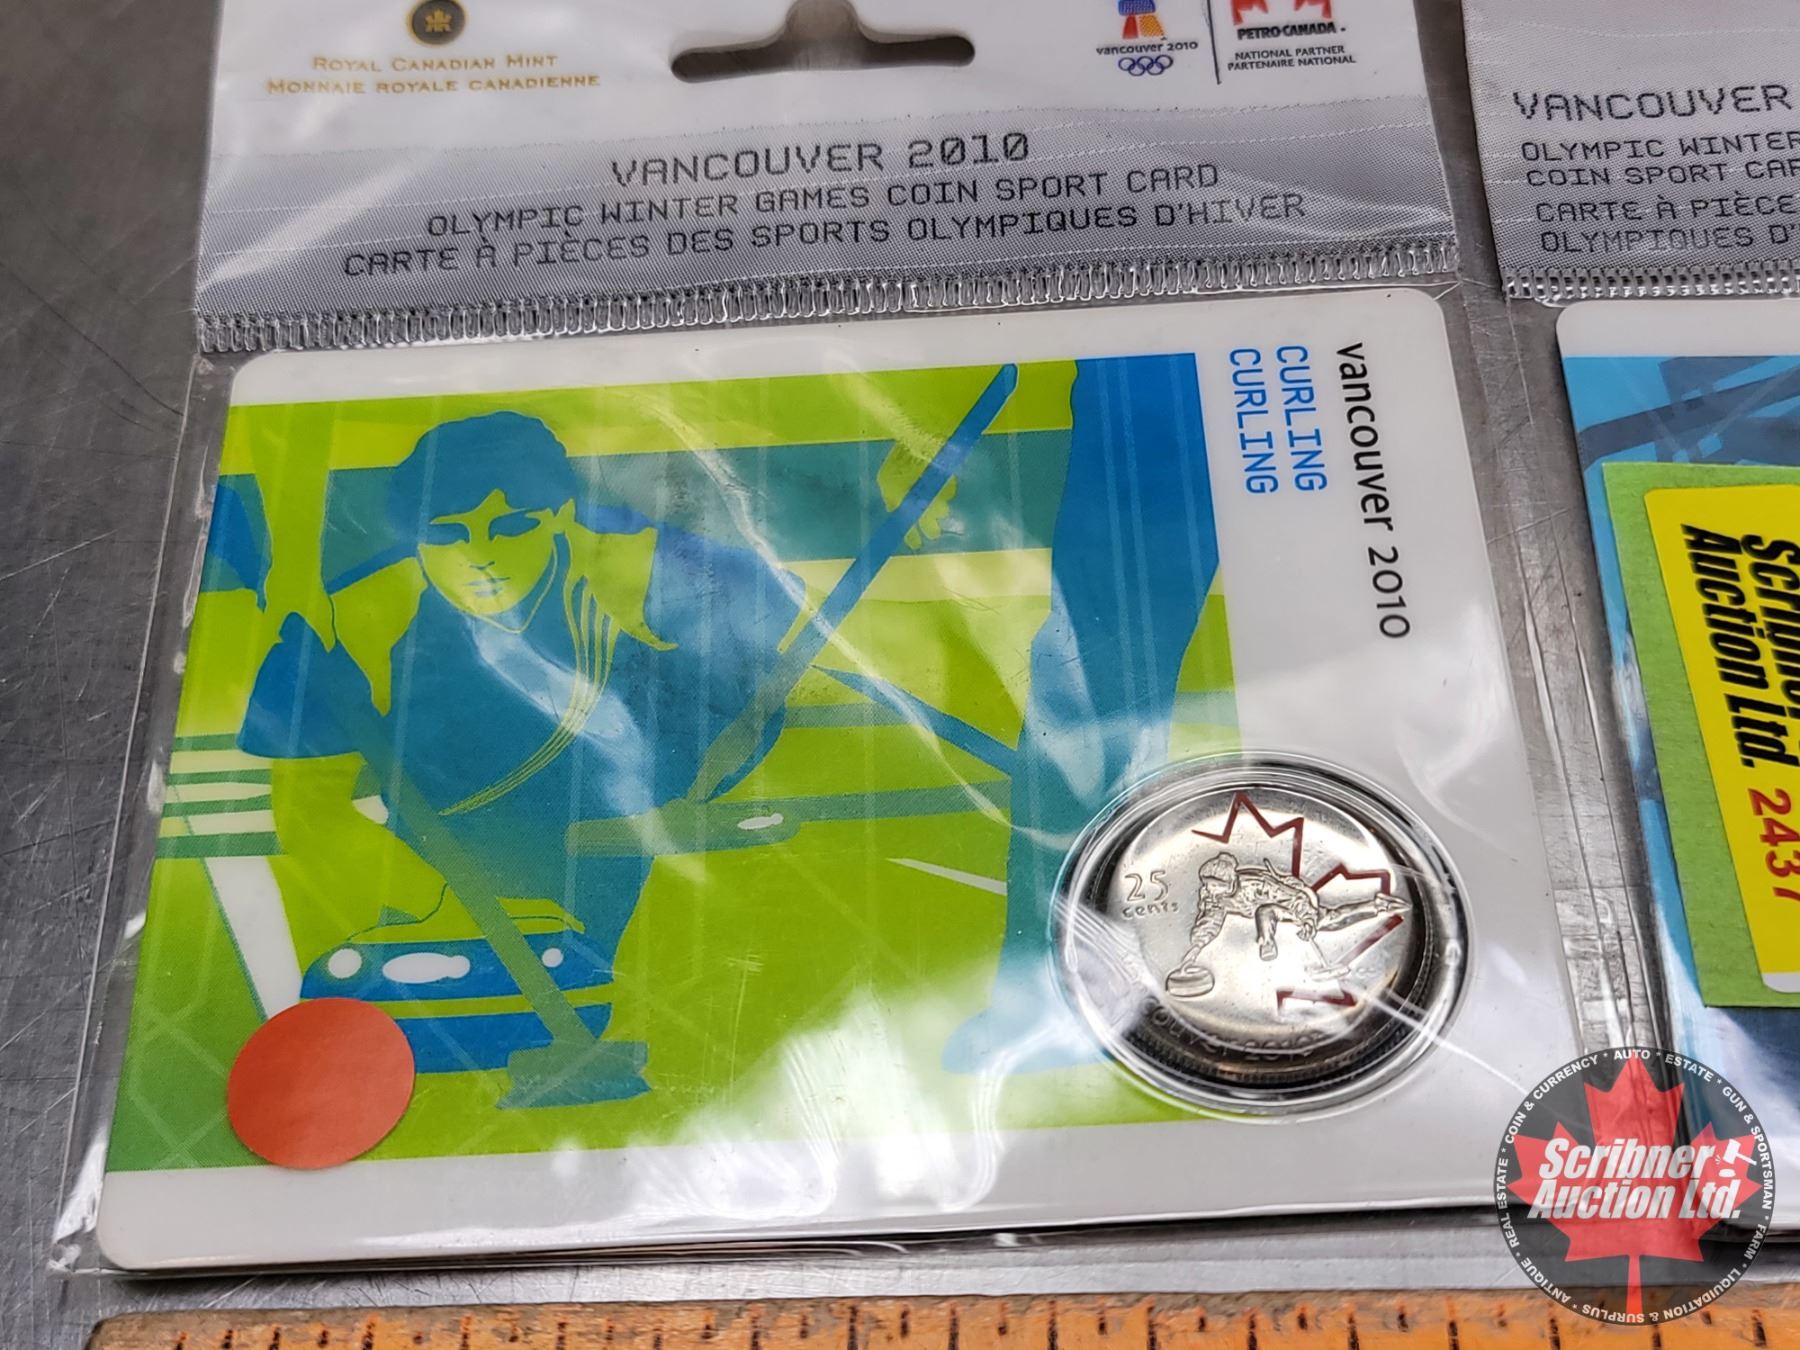 ROYAL CANADIAN MINT
MONNAIE ROYALE CANADIENNE
vancouver 2010
PETRO-CANADA
NATIONAL PARTNER
PARTENAIRE NATIONAL
VANCOUVER 2010
OLYMPIC WINTER GAMES COIN SPORT CARD
CARTE À PIÈCES DES SPORTS OLYMPIQUES D'HIVER
vancouver 2010
CURLING
CURLING
25
cents
2010
VANCOUVER
OLYMPIC WINTER
COIN SPORT
CARTE À PIÈCE
OLYMPIQUES D'
Scribner
Auction Ltd.
2437
Scribner
Auction Ltd.
REAL ESTATE * COIN & CURRENCY * AUTO * ESTATE * GUN & SPORTSMAN * FARM * LIQUIDATION & SURPLUS * ANTIQUE *